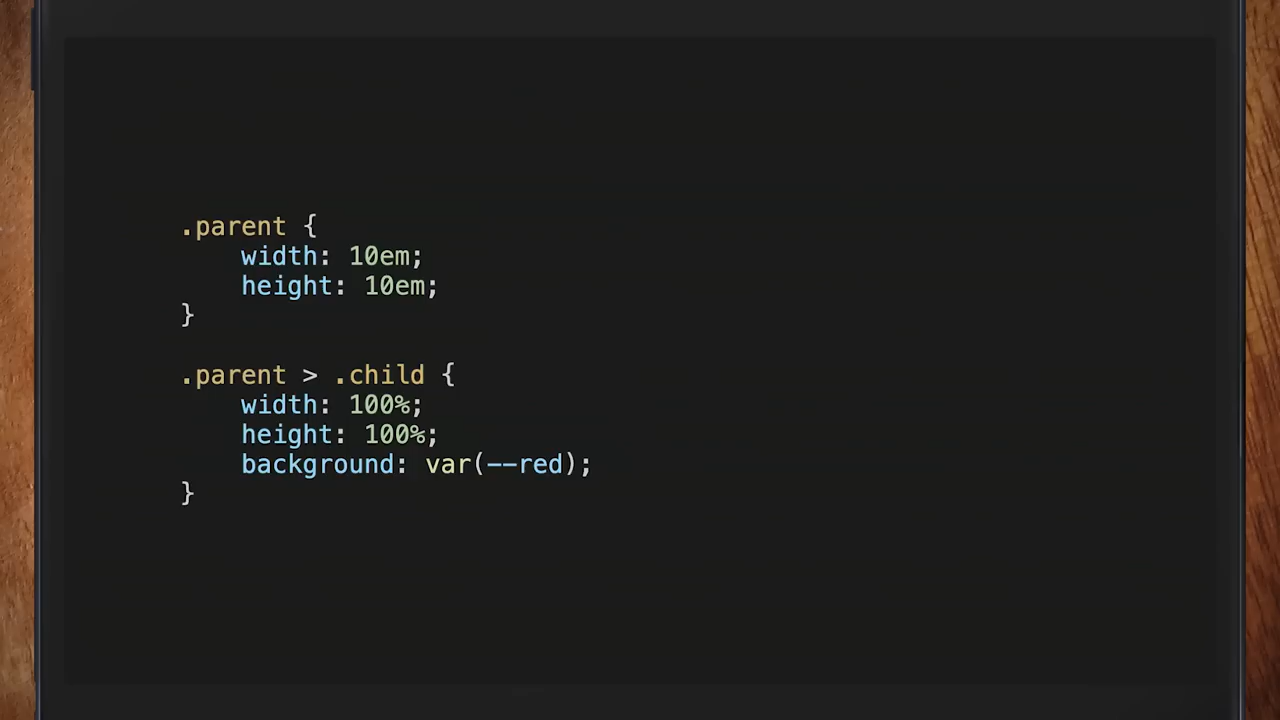 .parent {
    width: 10em;
    height: 10em;
}

.parent > .child {
    width: 100%;
    height: 100%;
    background: var(--red);
}